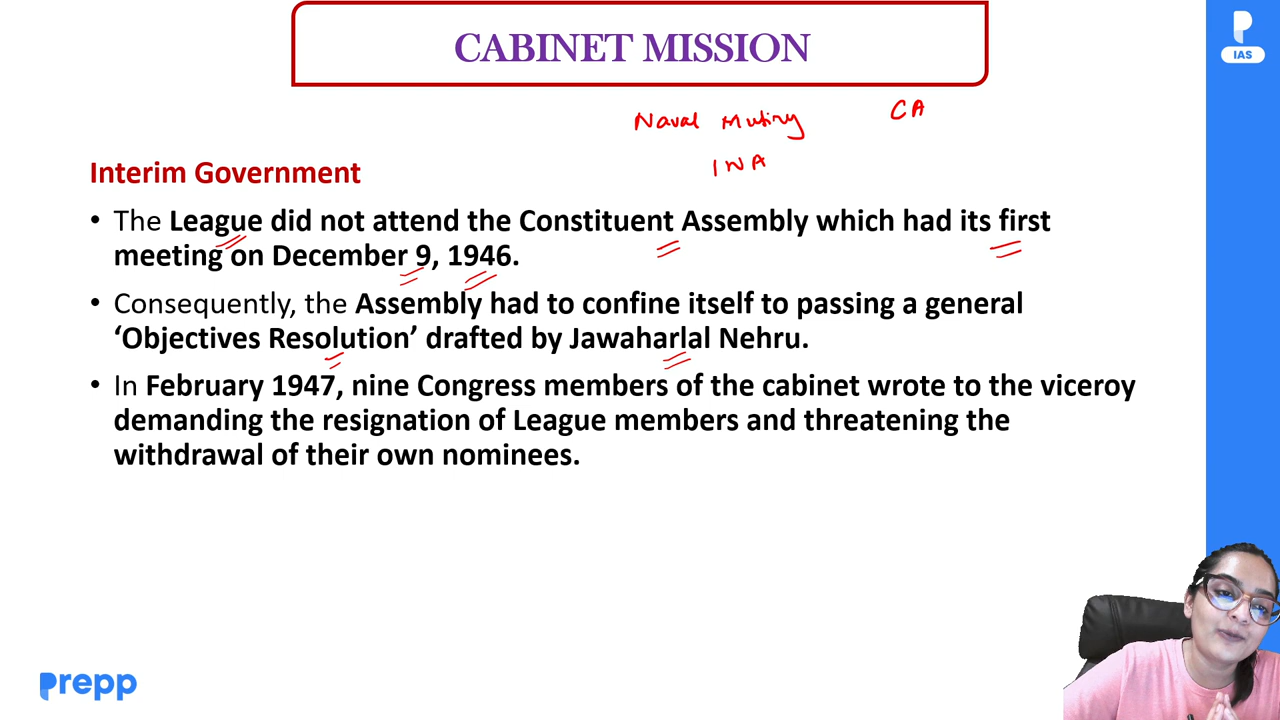 CABINET MISSION
IAS
Naval Mutiny CA
INA
Interim Government
• The League did not attend the Constituent Assembly which had its first
meeting on December 9, 1946.
• Consequently, the Assembly had to confine itself to passing a general
‘Objectives Resolution’ drafted by Jawaharlal Nehru.
• In February 1947, nine Congress members of the cabinet wrote to the viceroy
demanding the resignation of League members and threatening the
withdrawal of their own nominees.
prepp